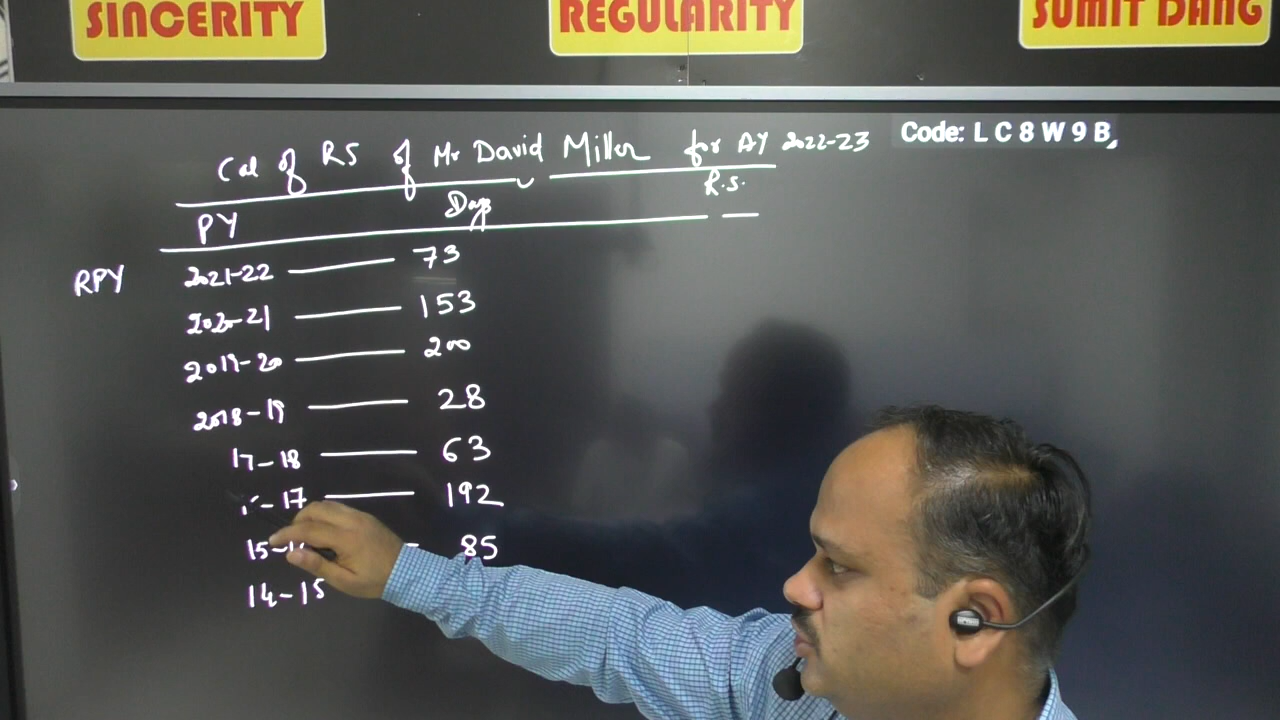 SINCERITY REGULARITY SUMIT DANG
Code: L C 8 W 9 B,
Cal of RS of Mr David Miller for AY 2022-23
PY Days R.S.
RPY 2021-22 — 73
2020-21 — 153
2019-20 — 200
2018-19 — 28
17-18 — 63
-17 — 192
15-1 — 85
14-15